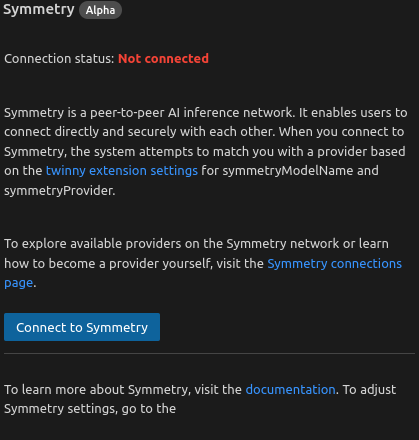 Symmetry Alpha
Connection status: Not connected
Symmetry is a peer-to-peer AI inference network. It enables users to
connect directly and securely with each other. When you connect to
Symmetry, the system attempts to match you with a provider based
on the twinny extension settings for symmetryModelName and
symmetryProvider.
To explore available providers on the Symmetry network or learn
how to become a provider yourself, visit the Symmetry connections
page.
Connect to Symmetry
To learn more about Symmetry, visit the documentation. To adjust
Symmetry settings, go to the